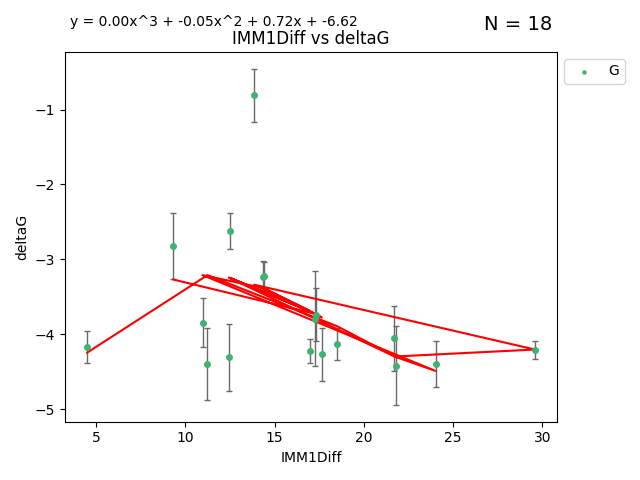 y = 0.00x^3 + -0.05x^2 + 0.72x + -6.62
N = 18
IMM1Diff vs deltaG
G
deltaG
−1
−2
−3
−4
−5
5 10 15 20 25 30
IMM1Diff